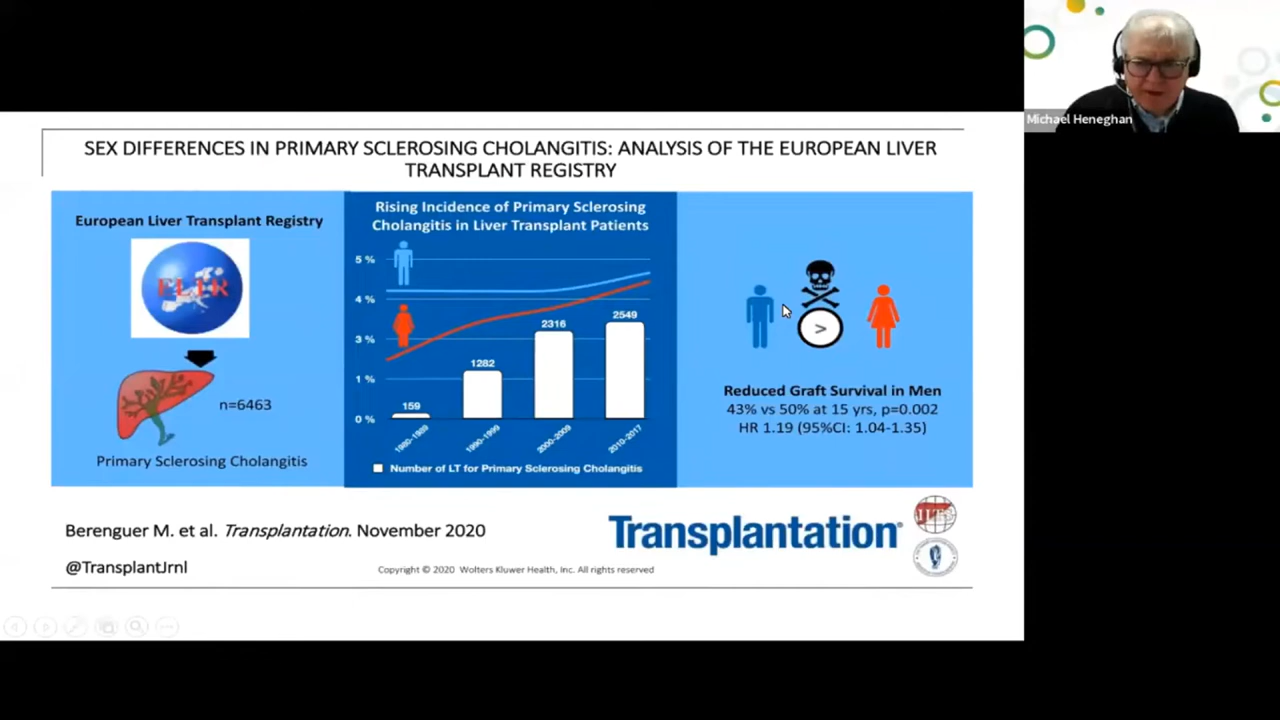 Michael Heneghan
SEX DIFFERENCES IN PRIMARY SCLEROSING CHOLANGITIS: ANALYSIS OF THE EUROPEAN LIVER
TRANSPLANT REGISTRY
European Liver Transplant Registry
ELTR
n=6463
Primary Sclerosing Cholangitis
Rising Incidence of Primary Sclerosing
Cholangitis in Liver Transplant Patients
5 %
4 %
3 %
1 %
0 %
159
1282
2316
2549
1980-1989
1990-1999
2000-2009
2010-2017
Number of LT for Primary Sclerosing Cholangitis
>
Reduced Graft Survival in Men
43% vs 50% at 15 yrs, p=0.002
HR 1.19 (95%CI: 1.04-1.35)
Berenguer M. et al. Transplantation. November 2020
@TransplantJrnl
Copyright © 2020 Wolters Kluwer Health, Inc. All rights reserved
Transplantation®
ILTS